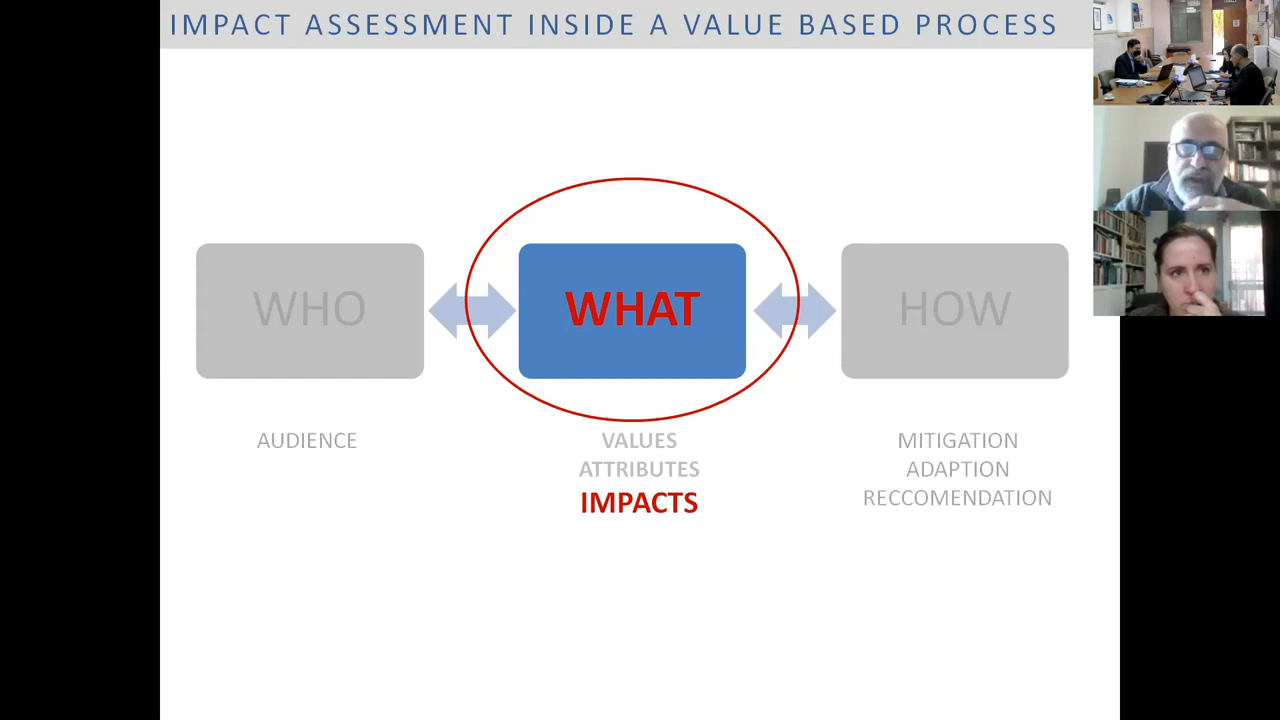 IMPACT ASSESSMENT INSIDE A VALUE BASED PROCESS
WHO
WHAT
HOW
AUDIENCE
VALUES
ATTRIBUTES
IMPACTS
MITIGATION
ADAPTION
RECCOMENDATION